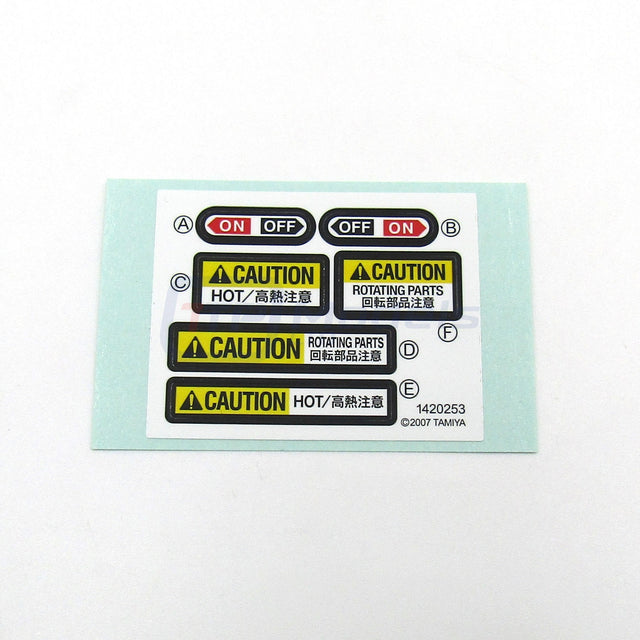 A ON OFF
OFF ON B
C CAUTION
HOT/高熱注意
CAUTION
ROTATING PARTS
回転部品注意
F
CAUTION ROTATING PARTS
回転部品注意
D
CAUTION HOT/高熱注意
E
1420253
©2007 TAMIYA